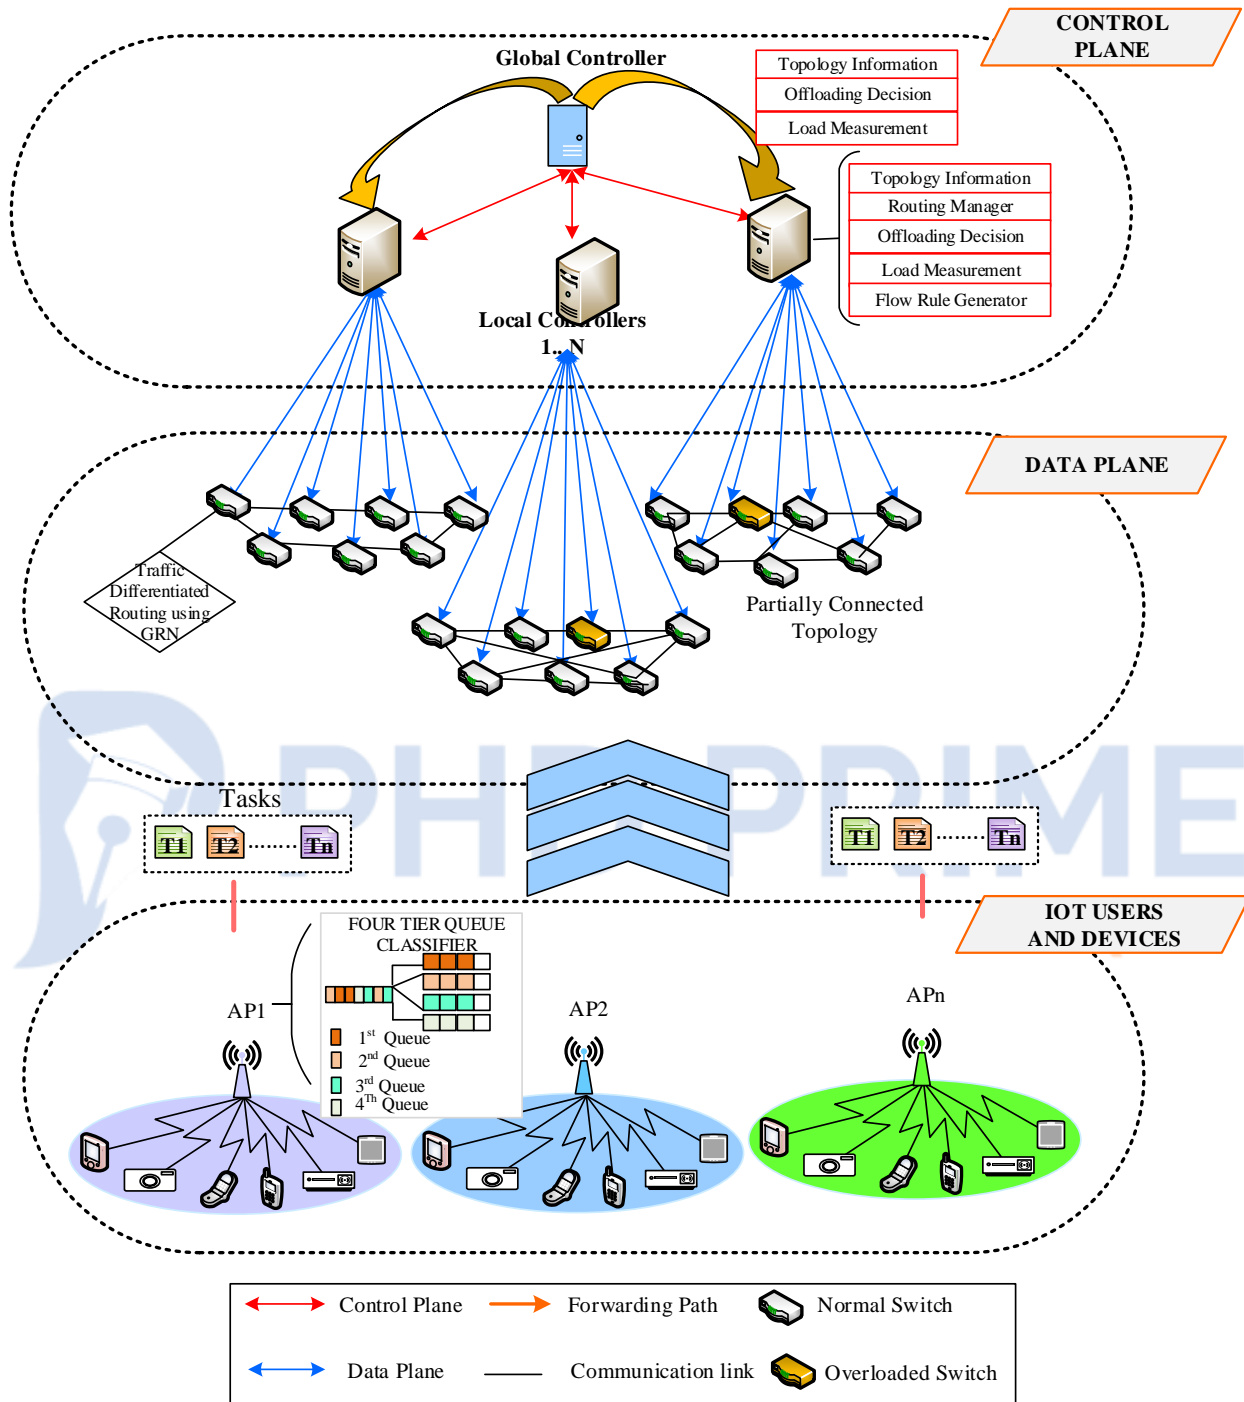 CONTROL
PLANE
Global Controller
Topology Information
Offloading Decision
Load Measurement
Topology Information
Routing Manager
Offloading Decision
Load Measurement
Flow Rule Generator
Local Controllers
1.. N
DATA PLANE
Traffic
Differentiated
Routing using
GRN
Partially Connected
Topology
PHD PRIME
Tasks
T1 T2 ........ Tn
T1 T2 ........ Tn
IOT USERS
AND DEVICES
FOUR TIER QUEUE
CLASSIFIER
1st Queue
2nd Queue
3rd Queue
4Th Queue
AP1
AP2
APn
Control Plane
Forwarding Path
Normal Switch
Data Plane
Communication link
Overloaded Switch